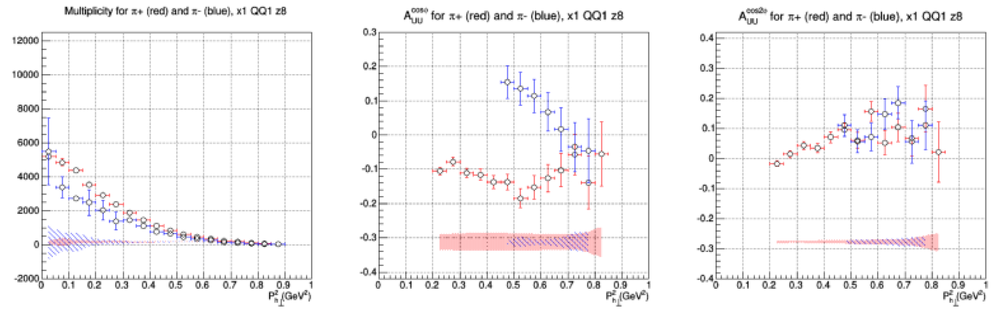 Multiplicity for π+ (red) and π- (blue), x1 QQ1 z8
12000
10000
8000
6000
4000
2000
0
-2000
0 0.1 0.2 0.3 0.4 0.5 0.6 0.7 0.8 0.9 1
P²h⊥(GeV²)
A cosφ UU for π+ (red) and π- (blue), x1 QQ1 z8
0.3
0.2
0.1
0
-0.1
-0.2
-0.3
-0.4
0 0.1 0.2 0.3 0.4 0.5 0.6 0.7 0.8 0.9 1
P²h⊥(GeV²)
A cos2φ UU for π+ (red) and π- (blue), x1 QQ1 z8
0.4
0.3
0.2
0.1
0
-0.1
-0.2
-0.3
-0.4
0 0.1 0.2 0.3 0.4 0.5 0.6 0.7 0.8 0.9 1
P²h⊥(GeV²)